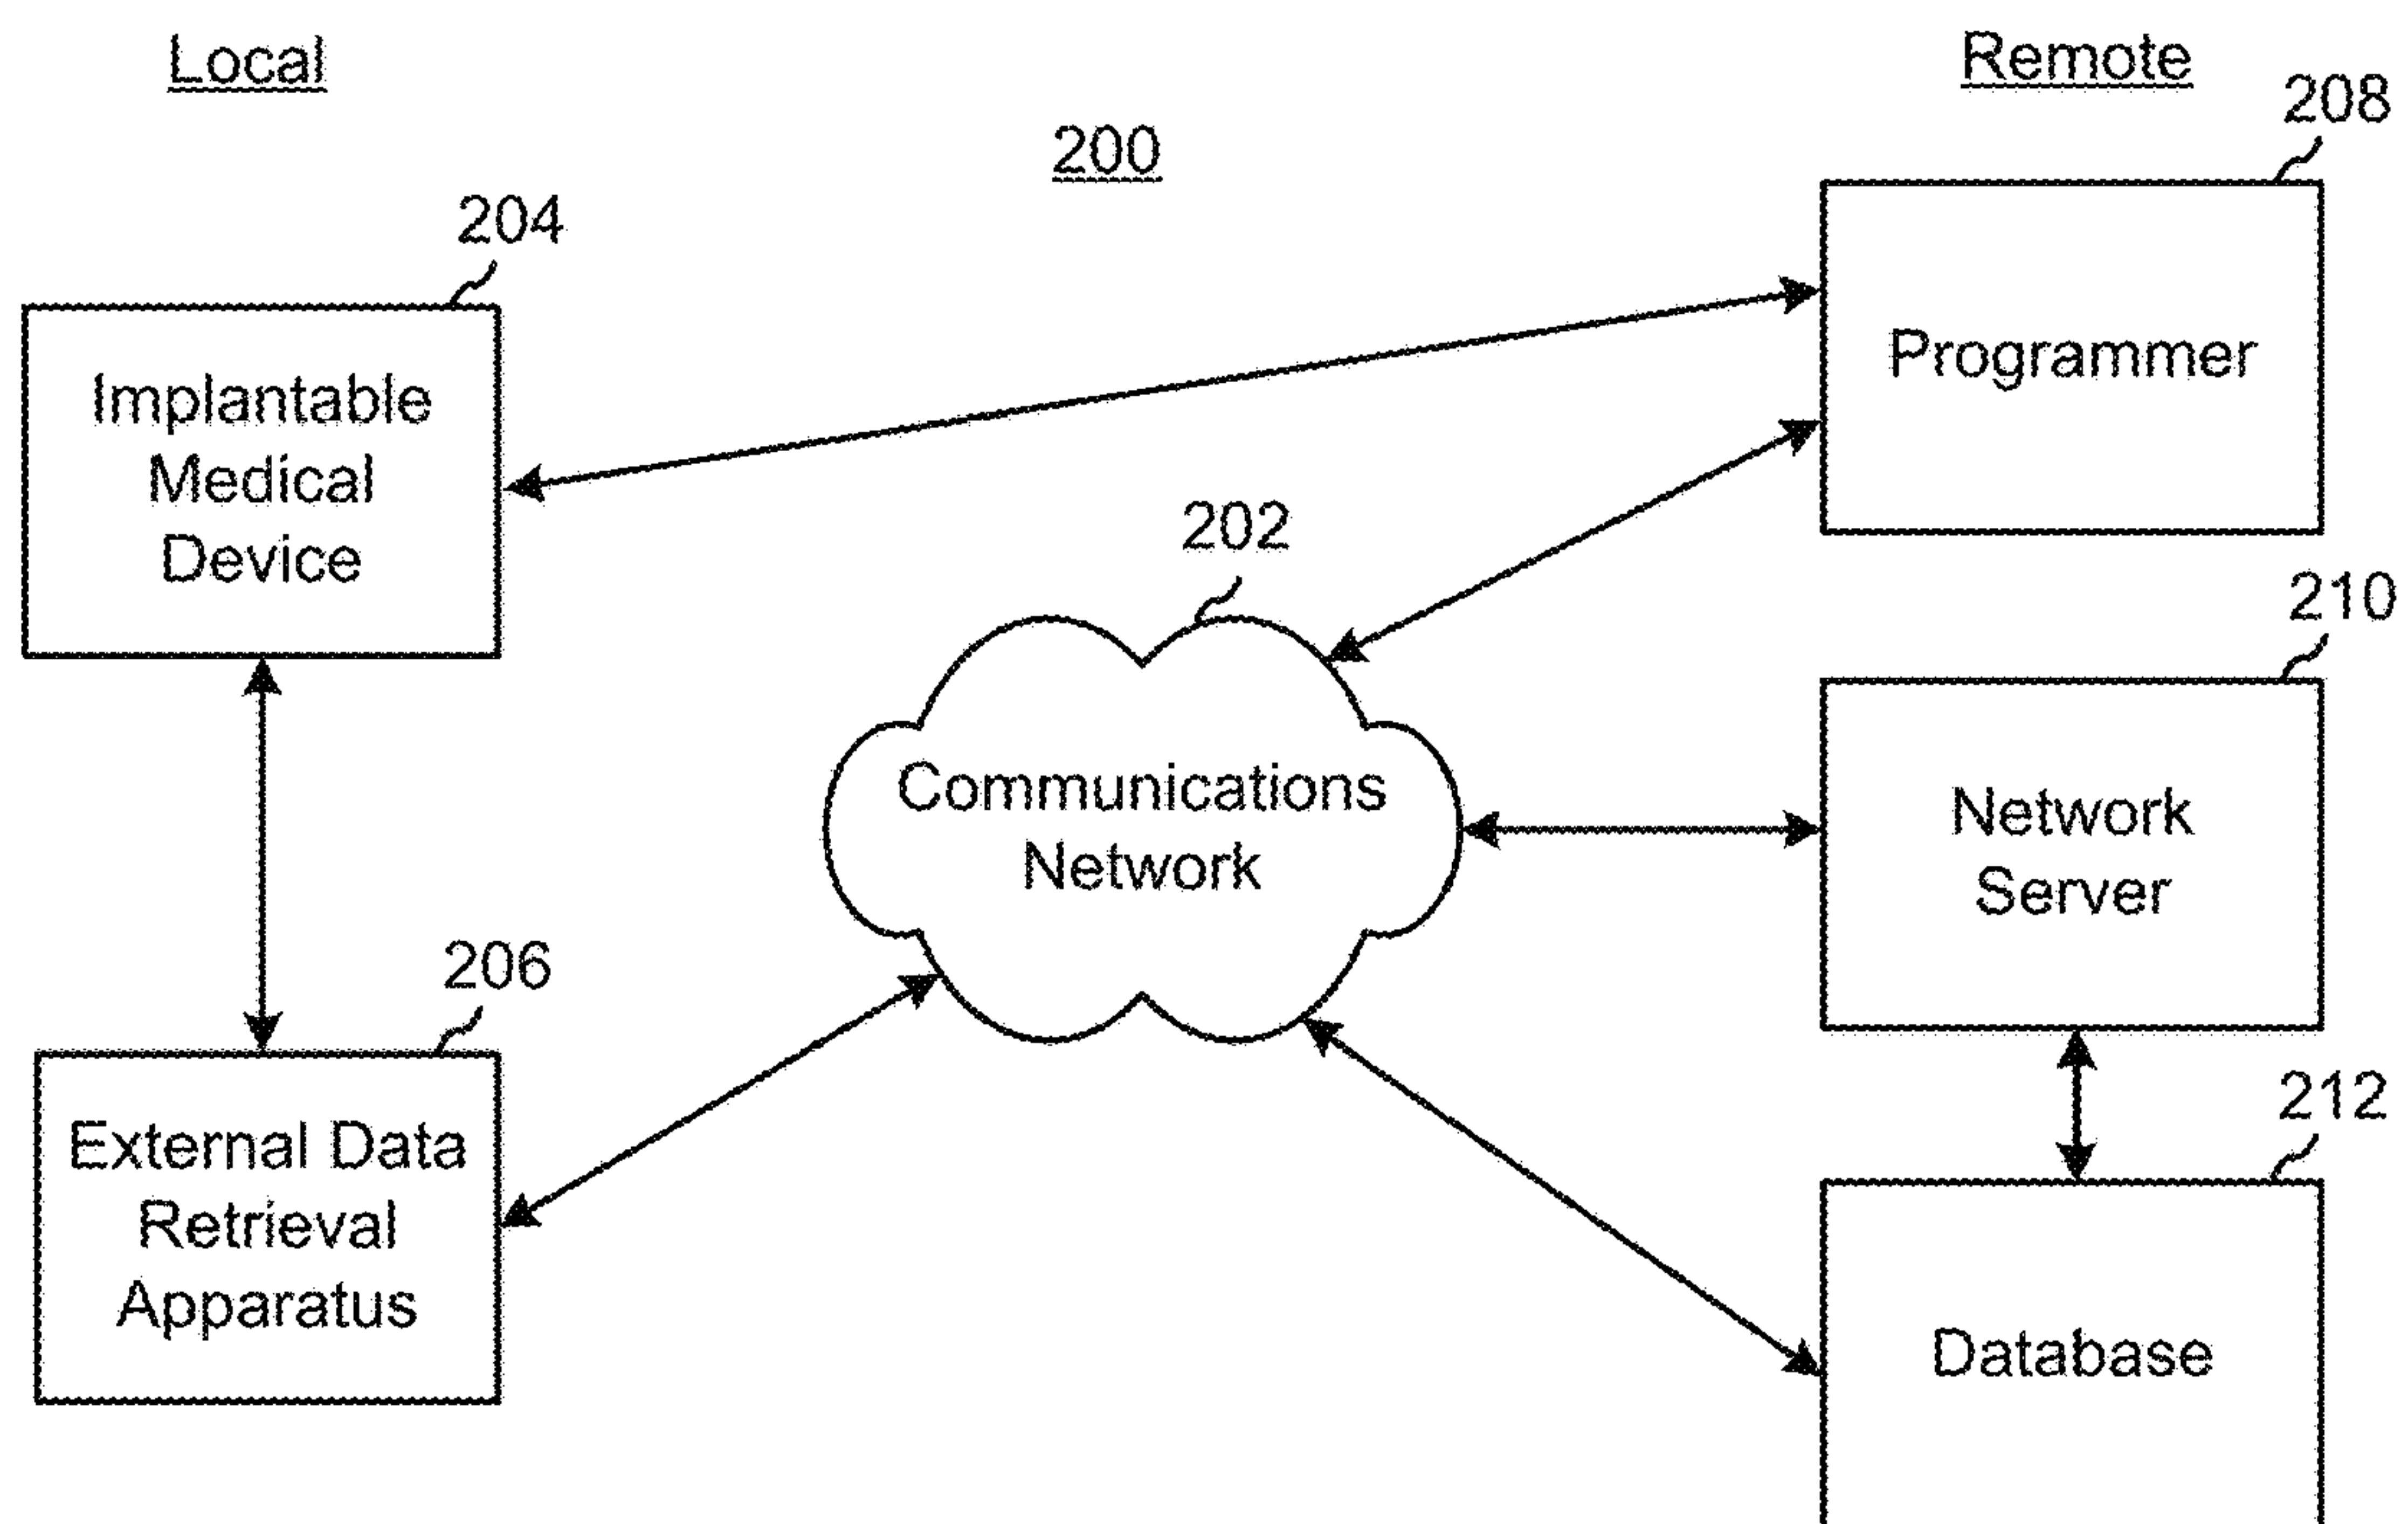 Local
Remote
200
208
204
Programmer
Implantable
Medical
Device
202
210
Communications
Network
Network
Server
206
212
External Data
Retrieval
Apparatus
Database